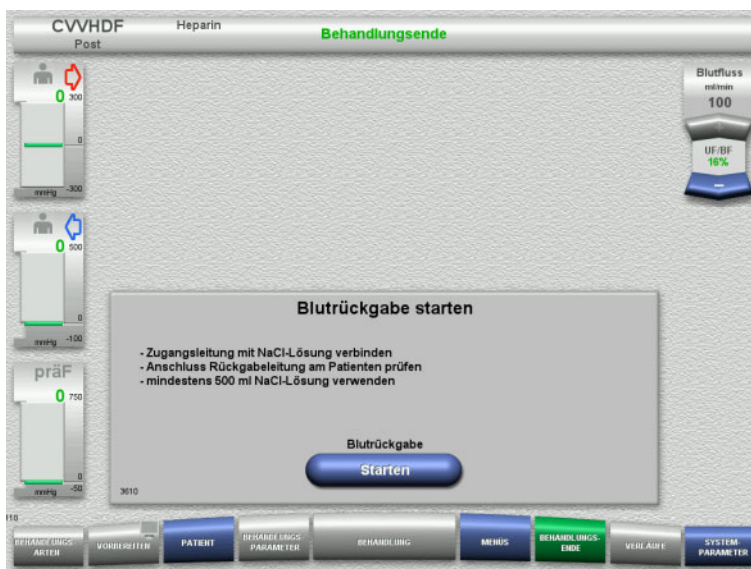 CVVHDF
Heparin
Post
Behandlungsende
0
300
0
mmHg
-300
0
500
0
mmHg
-100
präF
0
750
0
mmHg
-50
Blutfluss
ml/min
100
+
UF/BF
16%
–
Blutrückgabe starten
- Zugangsleitung mit NaCl-Lösung verbinden
- Anschluss Rückgabeleitung am Patienten prüfen
- mindestens 500 ml NaCl-Lösung verwenden
Blutrückgabe
Starten
3610
BEHANDLUNGS-
ARTEN
VORBEREITEN
PATIENT
BEHANDLUNGS-
PARAMETER
BEHANDLUNG
MENÜS
BEHANDLUNGS-
ENDE
VERLÄUFE
SYSTEM-
PARAMETER